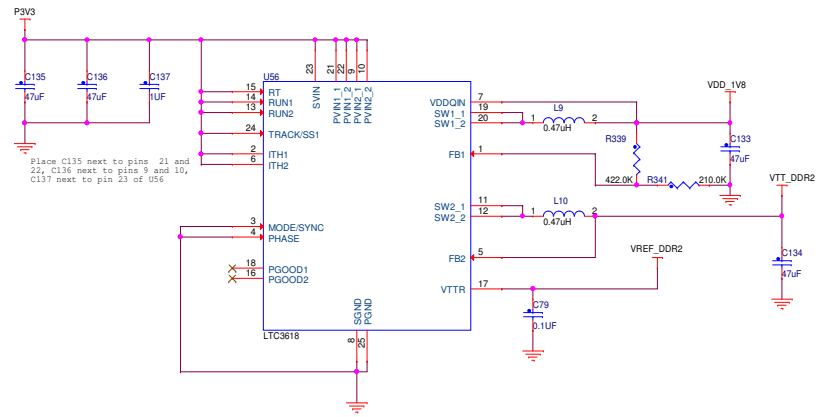 P3V3
C135
47uF
C136
47uF
C137
1UF
Place C135 next to pins 21 and
22, C136 next to pins 9 and 10,
C137 next to pin 23 of U56
U56
23
21
22
9
10
SVIN
PVIN1_1
PVIN1_2
PVIN2_1
PVIN2_2
15 RT
14 RUN1
13 RUN2
24 TRACK/SS1
2 ITH1
6 ITH2
3 MODE/SYNC
4 PHASE
18 PGOOD1
16 PGOOD2
VDDQIN 7
SW1_1 19
SW1_2 20
FB1 1
SW2_1 11
SW2_2 12
FB2 5
VTTR 17
SGND
PGND
8
25
LTC3618
L9
1 2
0.47uH
R339
422.0K
R341
210.0K
VDD_1V8
C133
47uF
L10
1 2
0.47uH
VTT_DDR2
C134
47uF
VREF_DDR2
C79
0.1UF